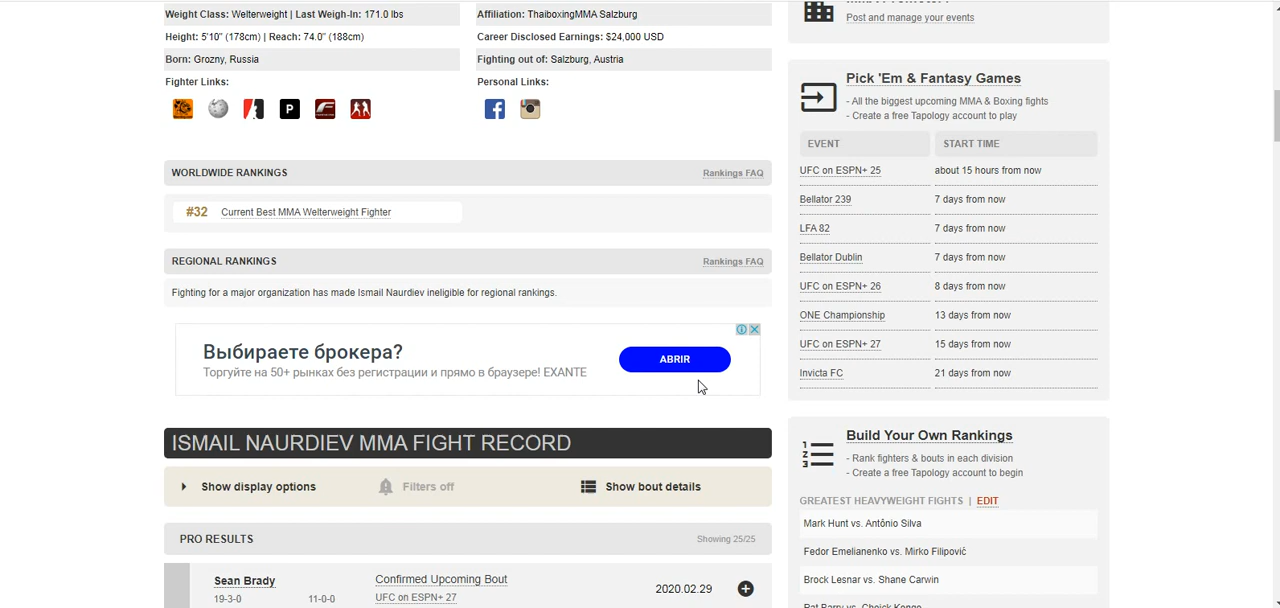 Weight Class: Welterweight | Last Weigh-In: 171.0 lbs
Affiliation: ThaiboxingMMA Salzburg
Height: 5'10" (178cm) | Reach: 74.0" (188cm)
Career Disclosed Earnings: $24,000 USD
Born: Grozny, Russia
Fighting out of: Salzburg, Austria
Fighter Links:
Personal Links:
P
WORLDWIDE RANKINGS
Rankings FAQ
#32 Current Best MMA Welterweight Fighter
REGIONAL RANKINGS
Rankings FAQ
Fighting for a major organization has made Ismail Naurdiev ineligible for regional rankings.
Выбираете брокера?
Торгуйте на 50+ рынках без регистрации и прямо в браузере! EXANTE
ABRIR
ISMAIL NAURDIEV MMA FIGHT RECORD
Show display options
Filters off
Show bout details
PRO RESULTS
Showing 25/25
Sean Brady
Confirmed Upcoming Bout
2020.02.29
19-3-0
11-0-0
UFC on ESPN+ 27
Post and manage your events
Pick 'Em & Fantasy Games
- All the biggest upcoming MMA & Boxing fights
- Create a free Tapology account to play
EVENT START TIME
UFC on ESPN+ 25 about 15 hours from now
Bellator 239 7 days from now
LFA 82 7 days from now
Bellator Dublin 7 days from now
UFC on ESPN+ 26 8 days from now
ONE Championship 13 days from now
UFC on ESPN+ 27 15 days from now
Invicta FC 21 days from now
Build Your Own Rankings
1
2
3
- Rank fighters & bouts in each division
- Create a free Tapology account to begin
GREATEST HEAVYWEIGHT FIGHTS | EDIT
Mark Hunt vs. Antônio Silva
Fedor Emelianenko vs. Mirko Filipović
Brock Lesnar vs. Shane Carwin
Pat Barry vs. Cheick Kongo